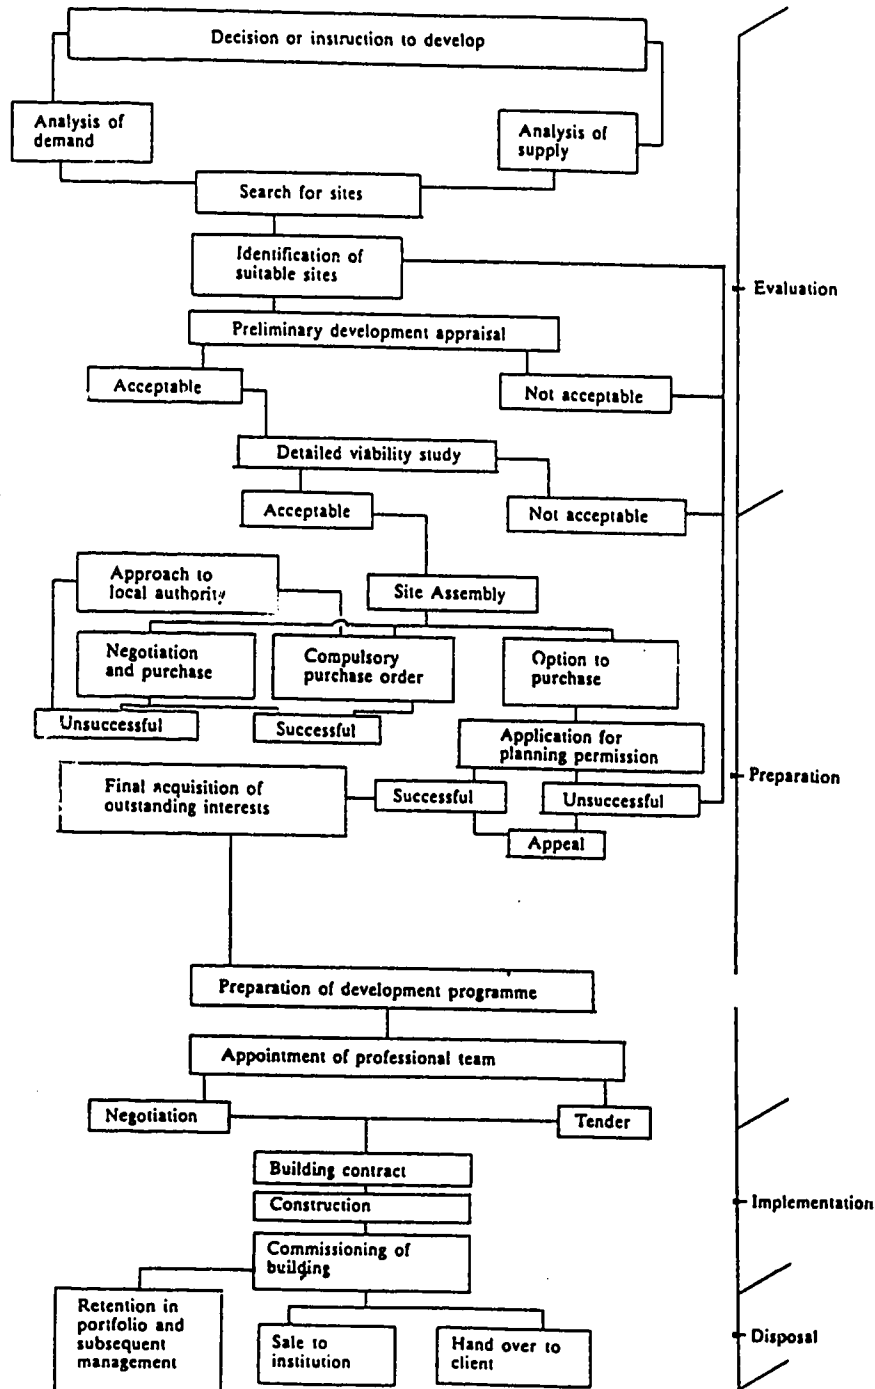 Decision or instruction to develop
Analysis of
demand
Analysis of
supply
Search for sites
Identification of
suitable sites
Evaluation
Preliminary development appraisal
Acceptable
Not acceptable
Detailed viability study
Acceptable
Not acceptable
Approach to
local authority
Site Assembly
Negotiation
and purchase
Compulsory
purchase order
Option to
purchase
Unsuccessful
Successful
Application for
planning permission
Preparation
Final acquisition of
outstanding interests
Successful
Unsuccessful
Appeal
Preparation of development programme
Appointment of professional team
Negotiation
Tender
Building contract
Construction
Implementation
Commissioning of
building
Retention in
portfolio and
subsequent
management
Sale to
institution
Hand over to
client
Disposal